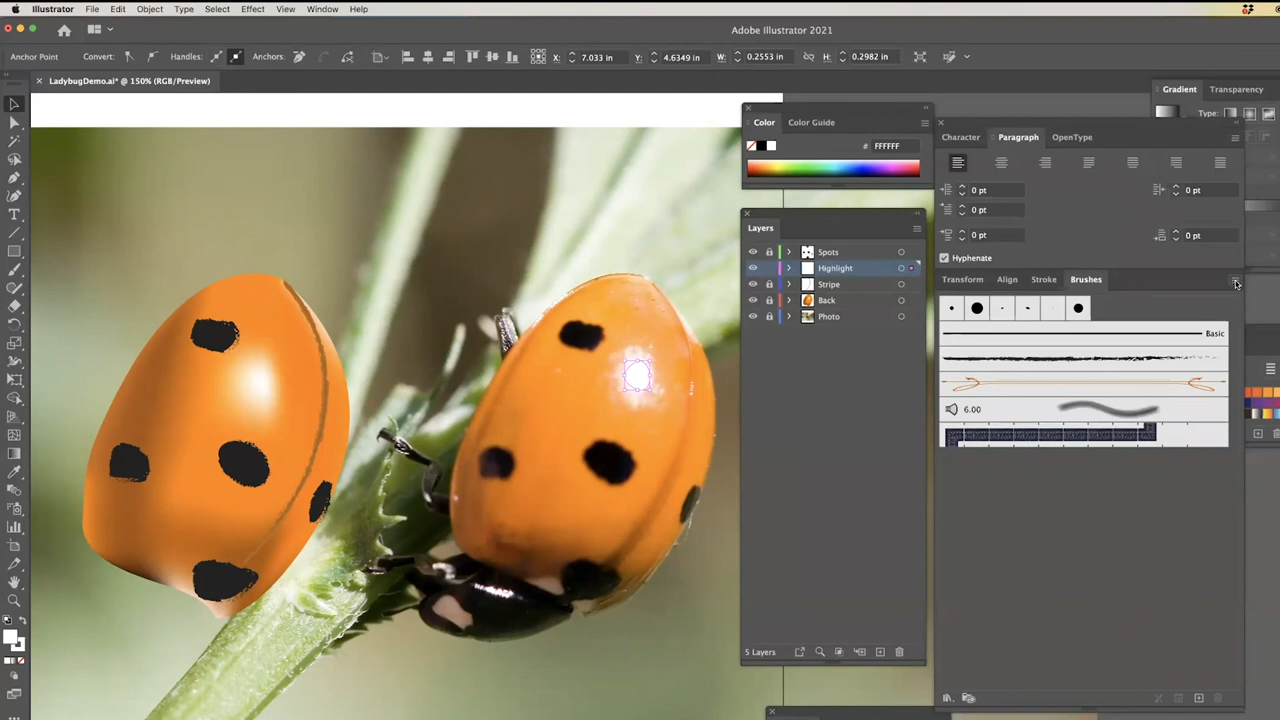 Illustrator File Edit Object Type Select Effect View Window Help
Adobe Illustrator 2021
Anchor Point Convert: Handles: Anchors: X: 7.033 in Y: 4.6349 in W: 0.2553 in H: 0.2982 in
LadybugDemo.ai* @ 150% (RGB/Preview)
Gradient Transparency
Type:
Color Color Guide
# FFFFFF
Character Paragraph OpenType
0 pt 0 pt
0 pt
0 pt 0 pt
Hyphenate
Layers
Spots
Highlight
Stripe
Back
Photo
5 Layers
Transform Align Stroke Brushes
Basic
6.00